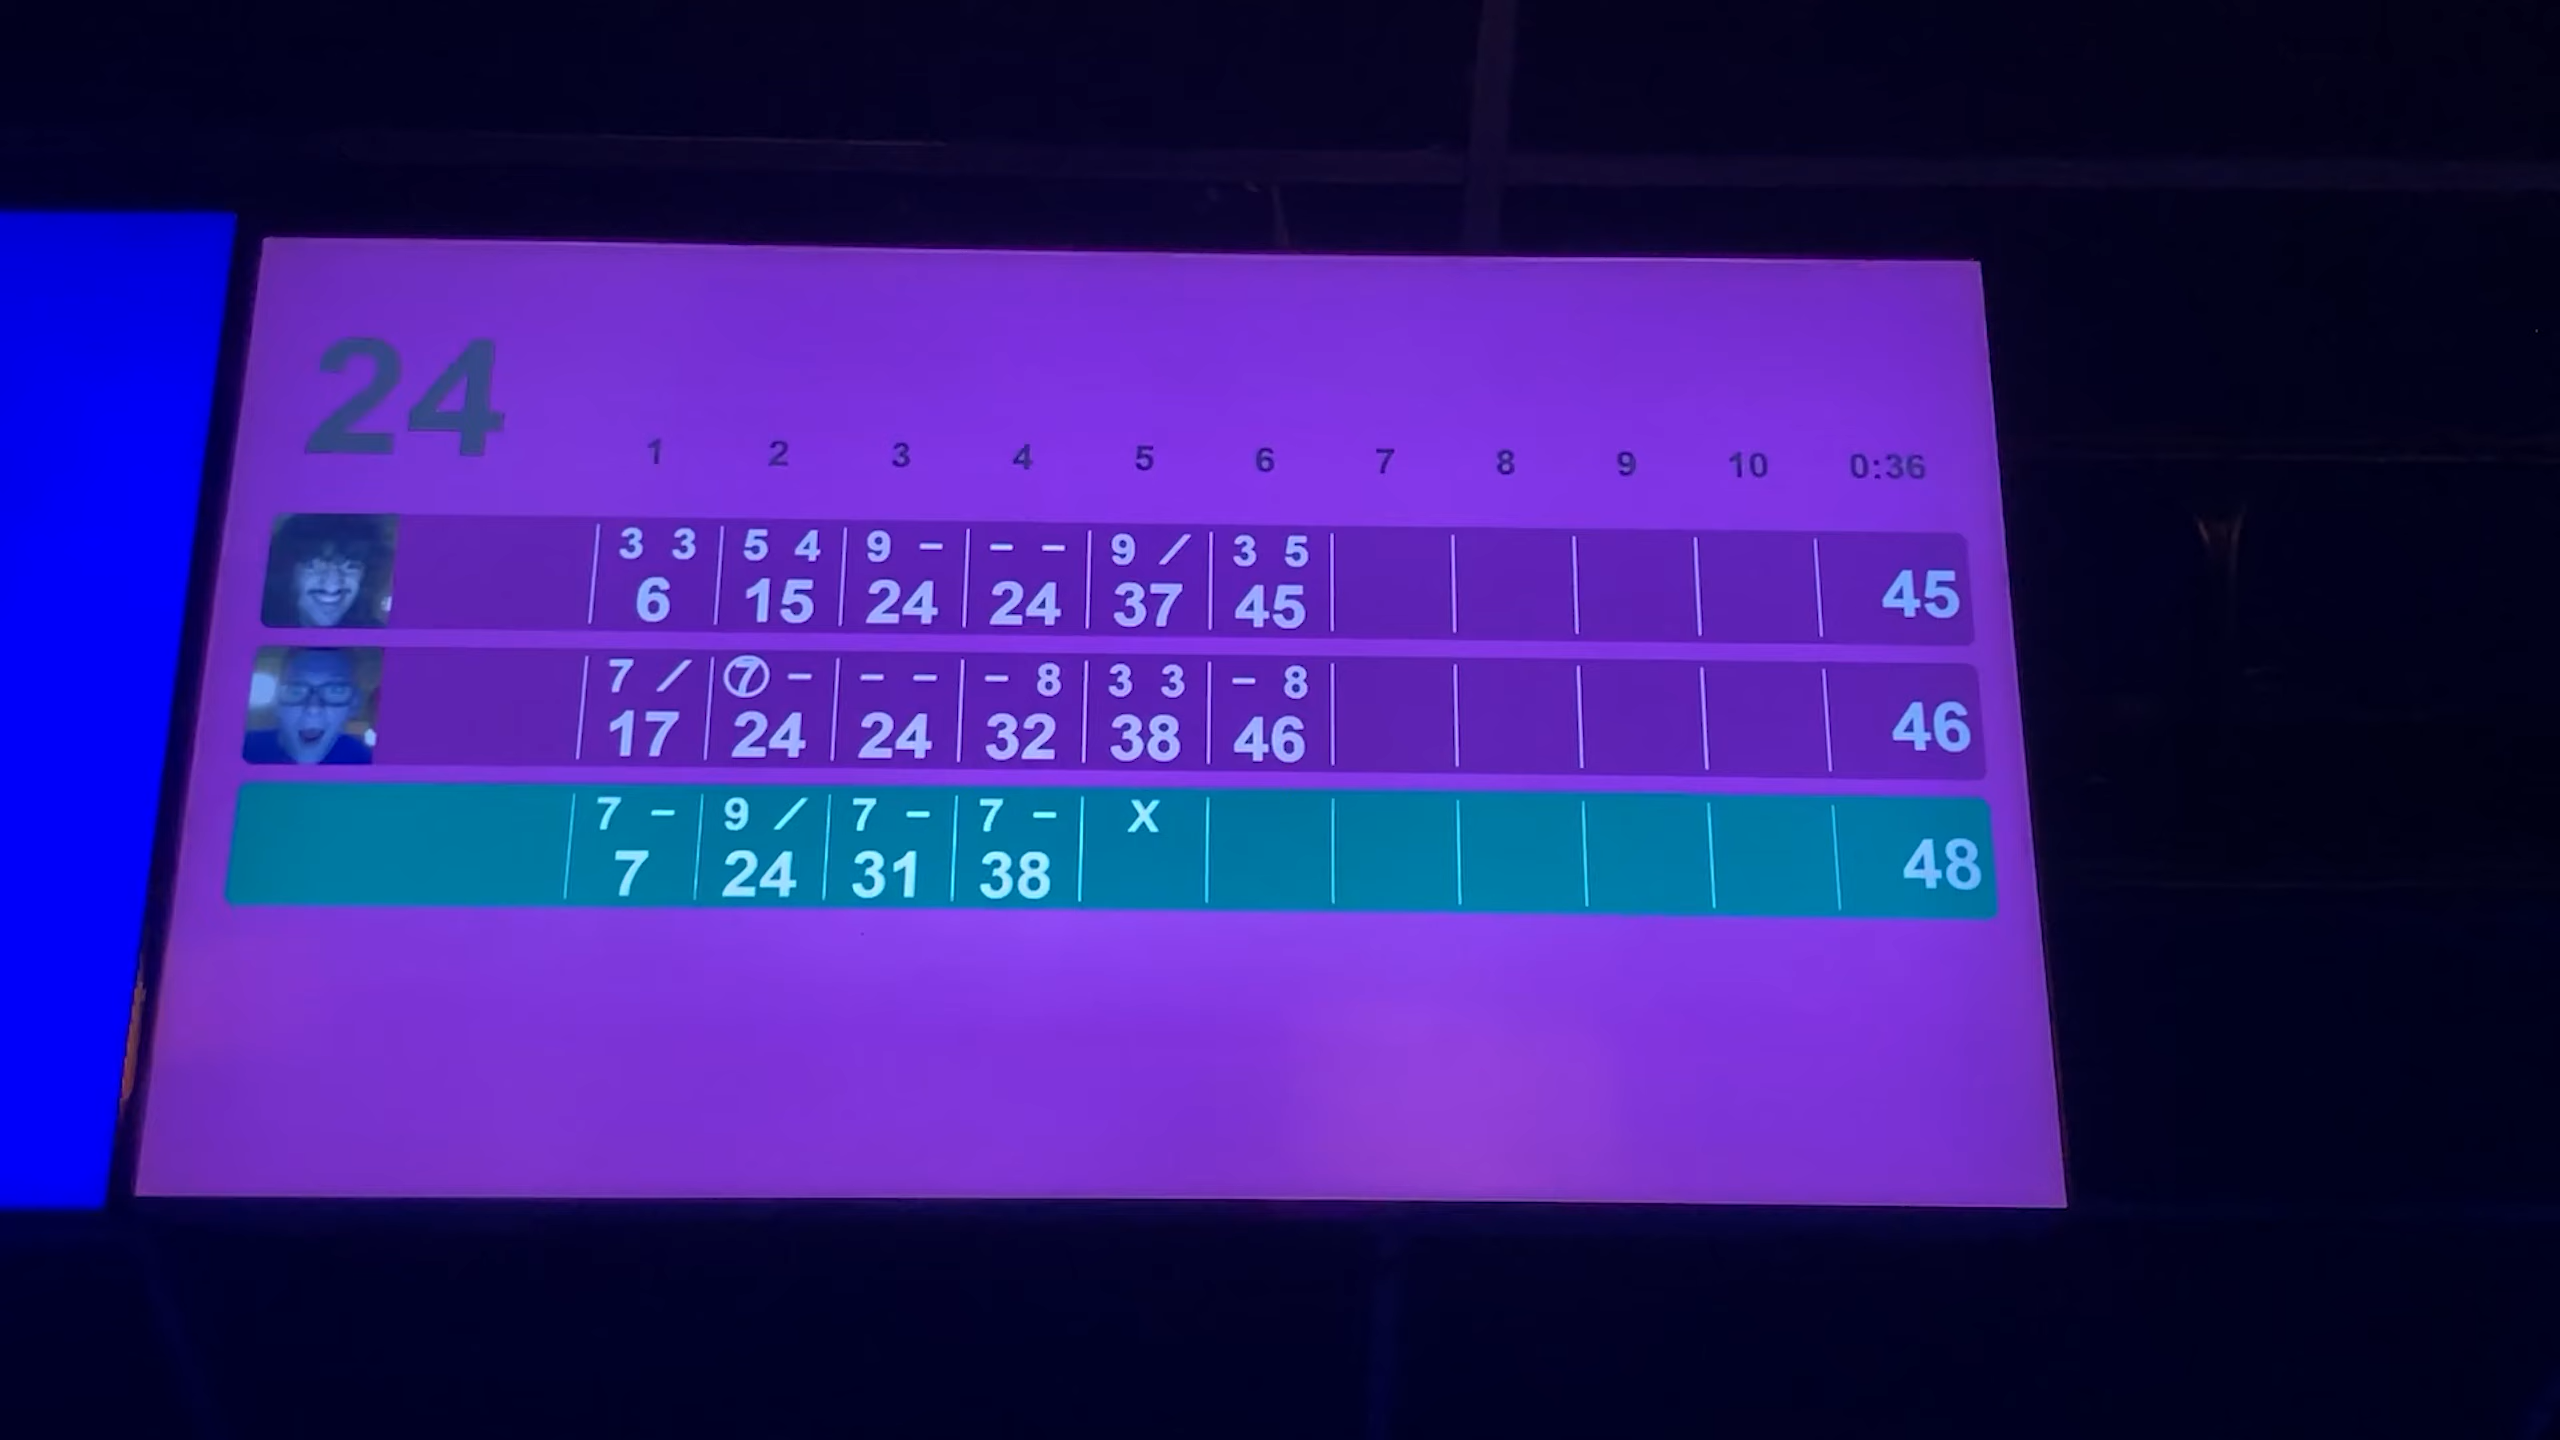 24
1 2 3 4 5 6 7 8 9 10 0:36
3 3 5 4 9 - - - 9 / 3 5
6 15 24 24 37 45 45
7 / ⑦ - - - - 8 3 3 - 8
17 24 24 32 38 46 46
7 - 9 / 7 - 7 - X
7 24 31 38 48